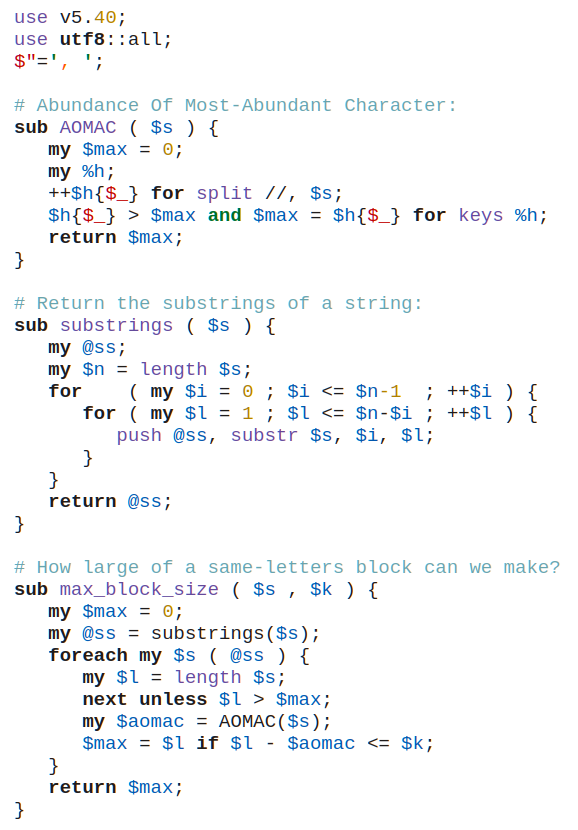 use v5.40;
use utf8::all;
$"=', ';

# Abundance Of Most-Abundant Character:
sub AOMAC ( $s ) {
   my $max = 0;
   my %h;
   ++$h{$_} for split //, $s;
   $h{$_} > $max and $max = $h{$_} for keys %h;
   return $max;
}

# Return the substrings of a string:
sub substrings ( $s ) {
   my @ss;
   my $n = length $s;
   for    ( my $i = 0 ; $i <= $n-1  ; ++$i ) {
      for ( my $l = 1 ; $l <= $n-$i ; ++$l ) {
         push @ss, substr $s, $i, $l;
      }
   }
   return @ss;
}

# How large of a same-letters block can we make?
sub max_block_size ( $s , $k ) {
   my $max = 0;
   my @ss = substrings($s);
   foreach my $s ( @ss ) {
      my $l = length $s;
      next unless $l > $max;
      my $aomac = AOMAC($s);
      $max = $l if $l - $aomac <= $k;
   }
   return $max;
}